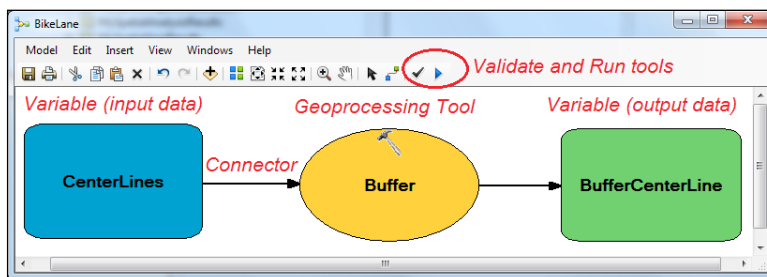 BikeLane
Model Edit Insert View Windows Help
Validate and Run tools
Variable (input data)
Geoprocessing Tool
Variable (output data)
Connector
CenterLines
Buffer
BufferCenterLine